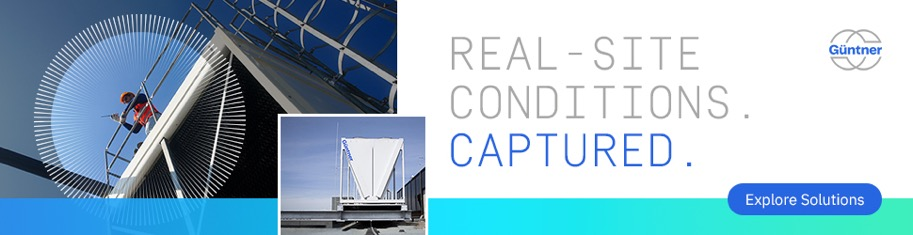 REAL-SITE
CONDITIONS.
CAPTURED.
Güntner
Explore Solutions